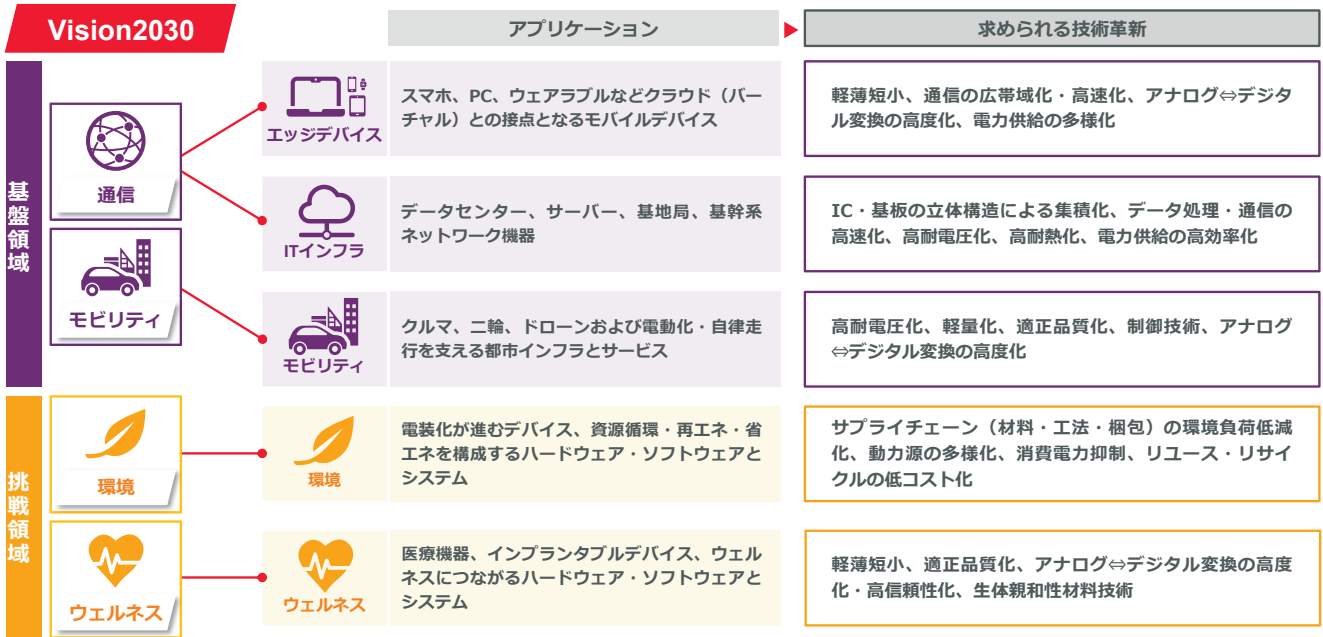 Vision2030
アプリケーション
求められる技術革新
基盤領域
通信
モビリティ
エッジデバイス
スマホ、PC、ウェアラブルなどクラウド（バー
チャル）との接点となるモバイルデバイス
軽薄短小、通信の広帯域化・高速化、アナログ⇔デジタ
ル変換の高度化、電力供給の多様化
ITインフラ
データセンター、サーバー、基地局、基幹系
ネットワーク機器
IC・基板の立体構造による集積化、データ処理・通信の
高速化、高耐電圧化、高耐熱化、電力供給の高効率化
モビリティ
クルマ、二輪、ドローンおよび電動化・自律走
行を支える都市インフラとサービス
高耐電圧化、軽量化、適正品質化、制御技術、アナログ
⇔デジタル変換の高度化
挑戦領域
環境
ウェルネス
環境
電装化が進むデバイス、資源循環・再エネ・省
エネを構成するハードウェア・ソフトウェアと
システム
サプライチェーン（材料・工法・梱包）の環境負荷低減
化、動力源の多様化、消費電力抑制、リユース・リサイ
クルの低コスト化
ウェルネス
医療機器、インプランタブルデバイス、ウェル
ネスにつながるハードウェア・ソフトウェアと
システム
軽薄短小、適正品質化、アナログ⇔デジタル変換の高度
化・高信頼性化、生体親和性材料技術